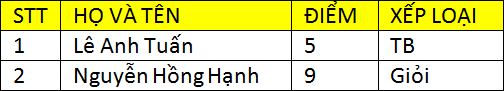 STT HỌ VÀ TÊN ĐIỂM XẾP LOẠI
1 Lê Anh Tuấn 5 TB
2 Nguyễn Hồng Hạnh 9 Giỏi